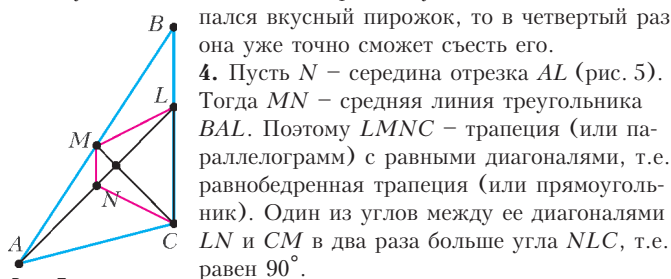 пался вкусный пирожок, то в четвертый раз
она уже точно сможет съесть его.
4. Пусть N – середина отрезка AL (рис. 5).
Тогда MN – средняя линия треугольника
BAL. Поэтому LMNC – трапеция (или па-
раллелограмм) с равными диагоналями, т.е.
равнобедренная трапеция (или прямоуголь-
ник). Один из углов между ее диагоналями
LN и CM в два раза больше угла NLC, т.е.
равен 90°.
B
L
M
N
A
C